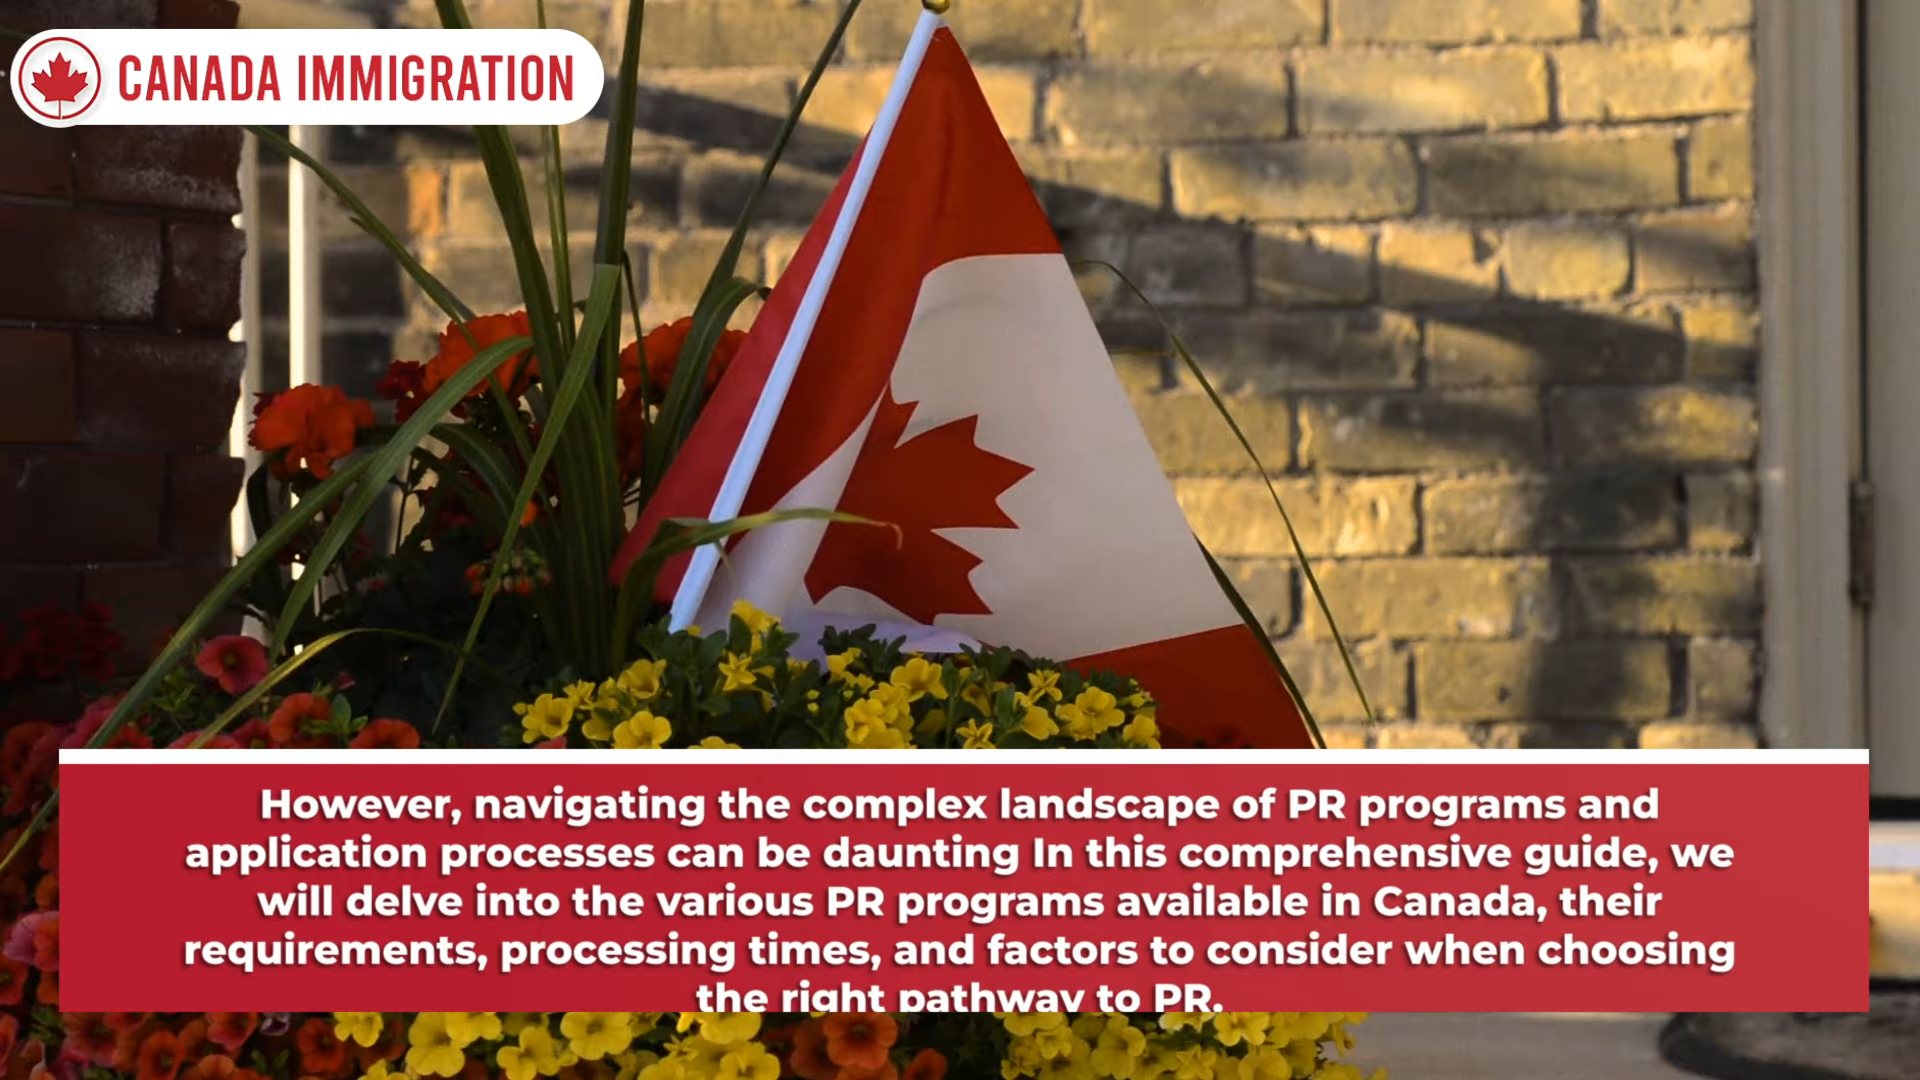 CANADA IMMIGRATION
However, navigating the complex landscape of PR programs and
application processes can be daunting In this comprehensive guide, we
will delve into the various PR programs available in Canada, their
requirements, processing times, and factors to consider when choosing
the right pathway to PR.